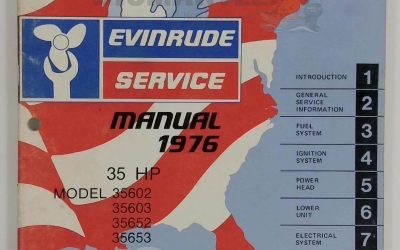 EVINRUDE
SERVICE
MANUAL
1976
35 HP
MODEL 35602
35603
35652
35653
INTRODUCTION 1
GENERAL
SERVICE
INFORMATION 2
FUEL
SYSTEM 3
IGNITION
SYSTEM 4
POWER
HEAD 5
LOWER
UNIT 6
ELECTRICAL
SYSTEM 7